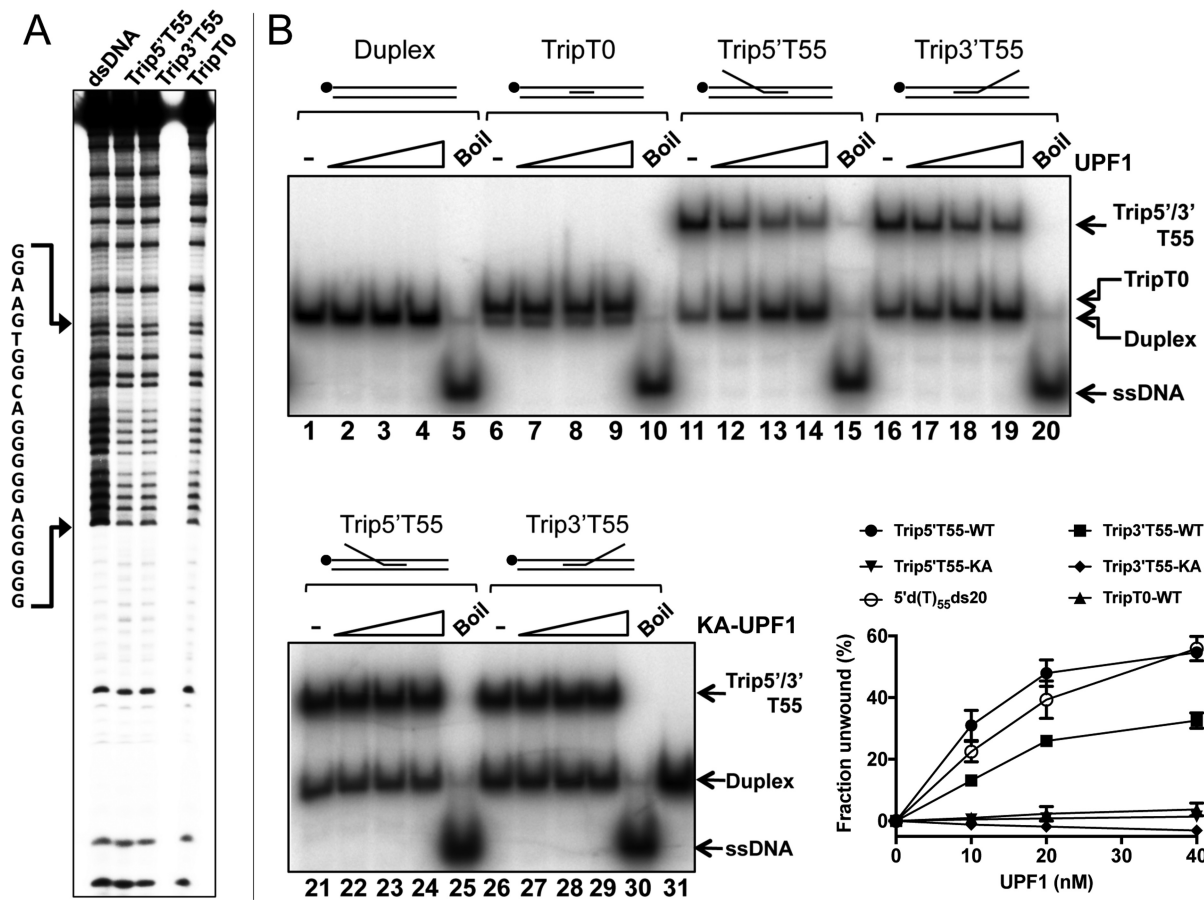 A
dsDNA
Trip5'T55
Trip3'T55
TripT0
G
G
A
A
G
T
G
G
C
A
G
G
G
G
G
A
G
G
G
G
G
B
Duplex
TripT0
Trip5'T55
Trip3'T55
- Boil - Boil - Boil - Boil UPF1
Trip5'/3'
T55
TripT0
Duplex
ssDNA
1 2 3 4 5 6 7 8 9 10 11 12 13 14 15 16 17 18 19 20
Trip5'T55
Trip3'T55
- Boil - Boil KA-UPF1
Trip5'/3'
T55
Duplex
ssDNA
21 22 23 24 25 26 27 28 29 30 31
Trip5'T55-WT
Trip3'T55-WT
Trip5'T55-KA
Trip3'T55-KA
5'd(T)55ds20
TripT0-WT
Fraction unwound (%)
60
40
20
0
0 10 20 30 40
UPF1 (nM)